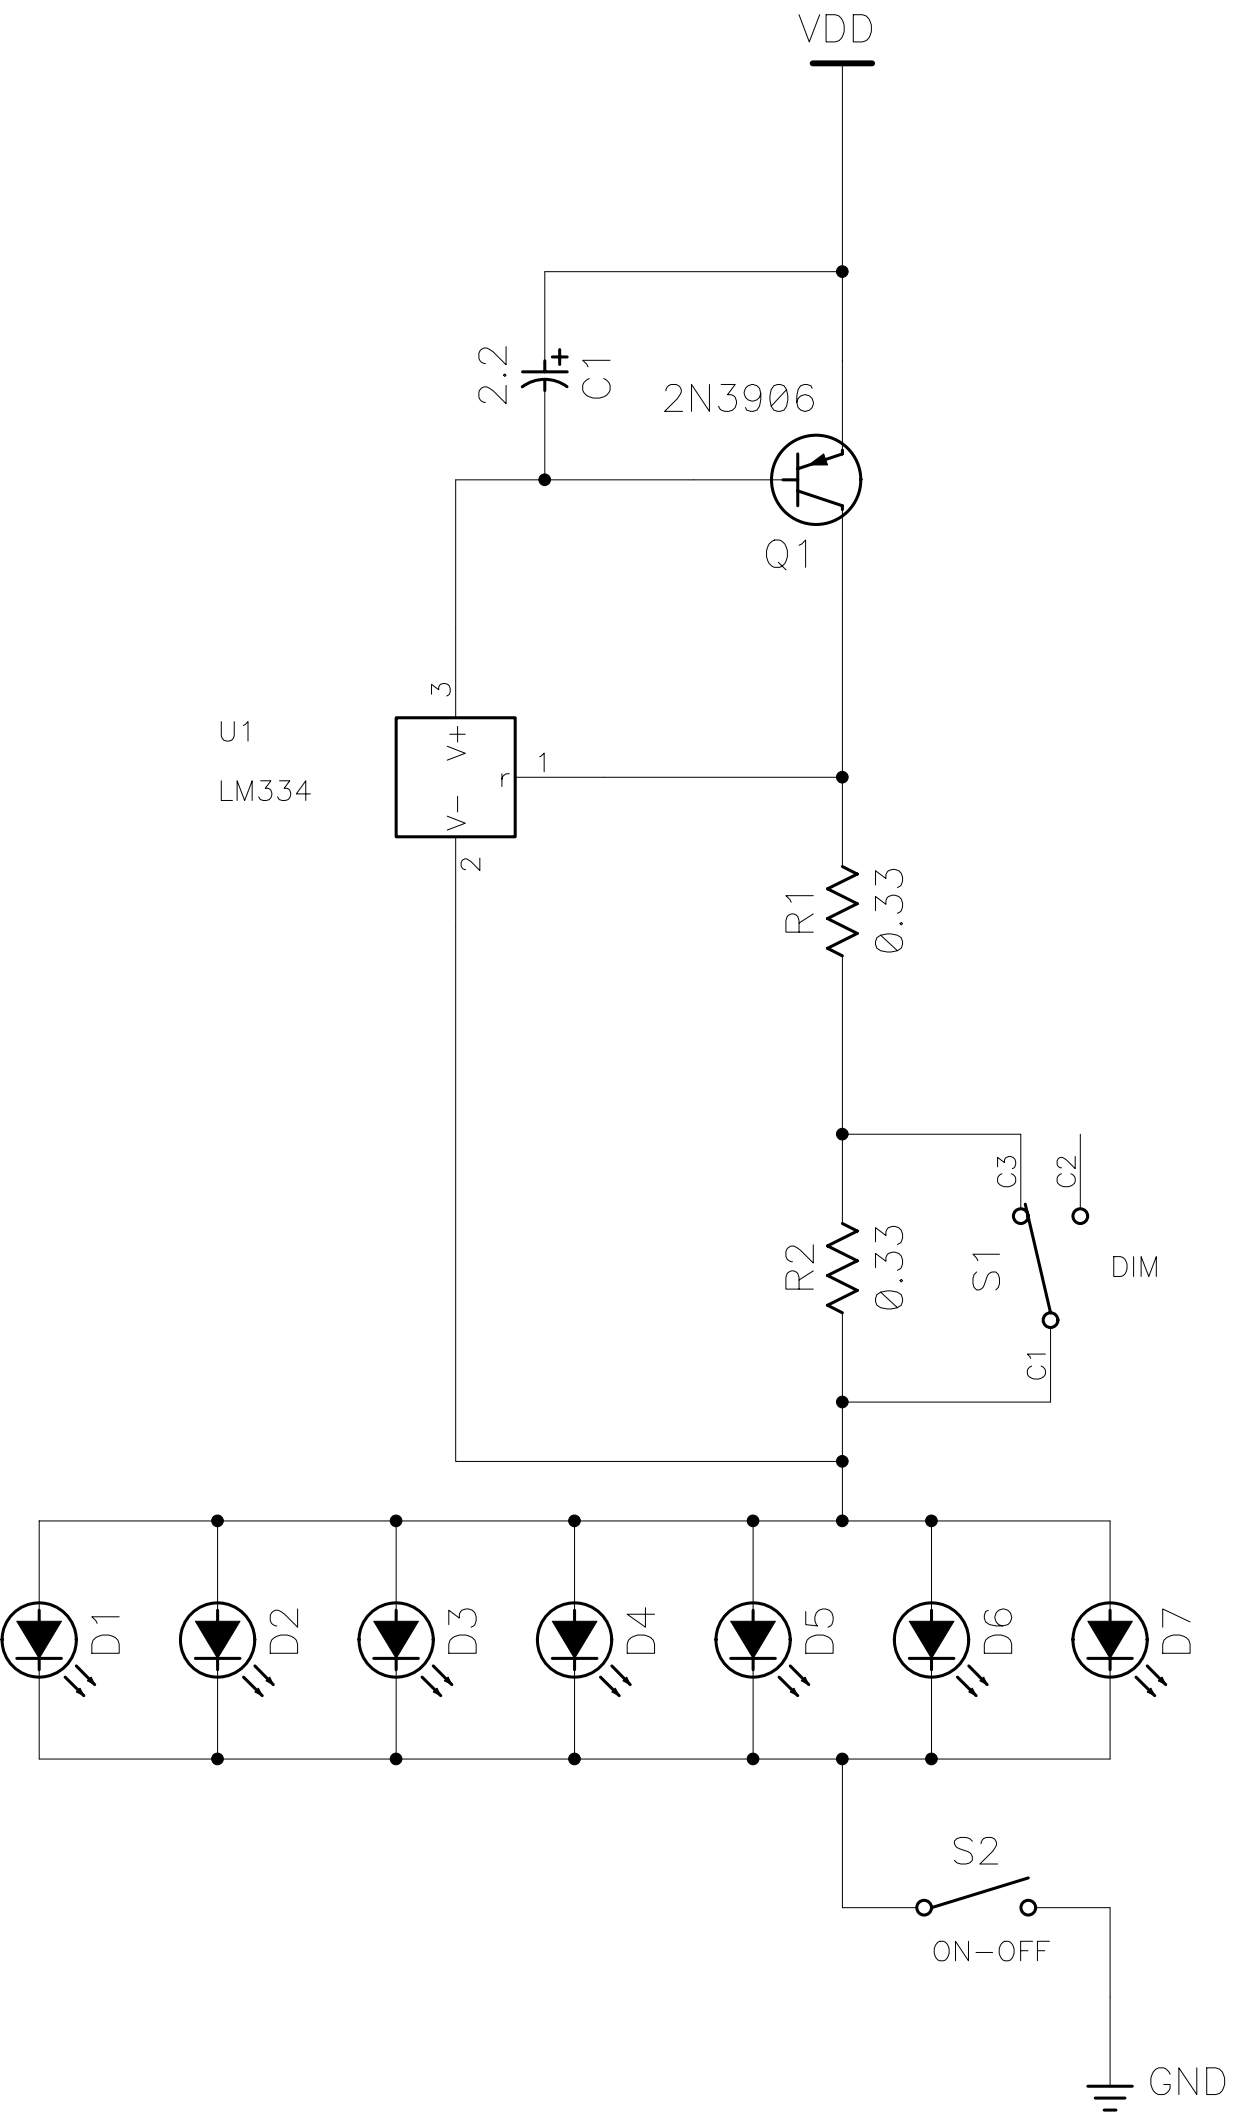 VDD
2.2
+
C1
2N3906
Q1
3
U1
LM334
V+
r
1
V-
2
R1
0.33
C3
C2
R2
0.33
S1
DIM
C1
D1
D2
D3
D4
D5
D6
D7
S2
ON-OFF
GND